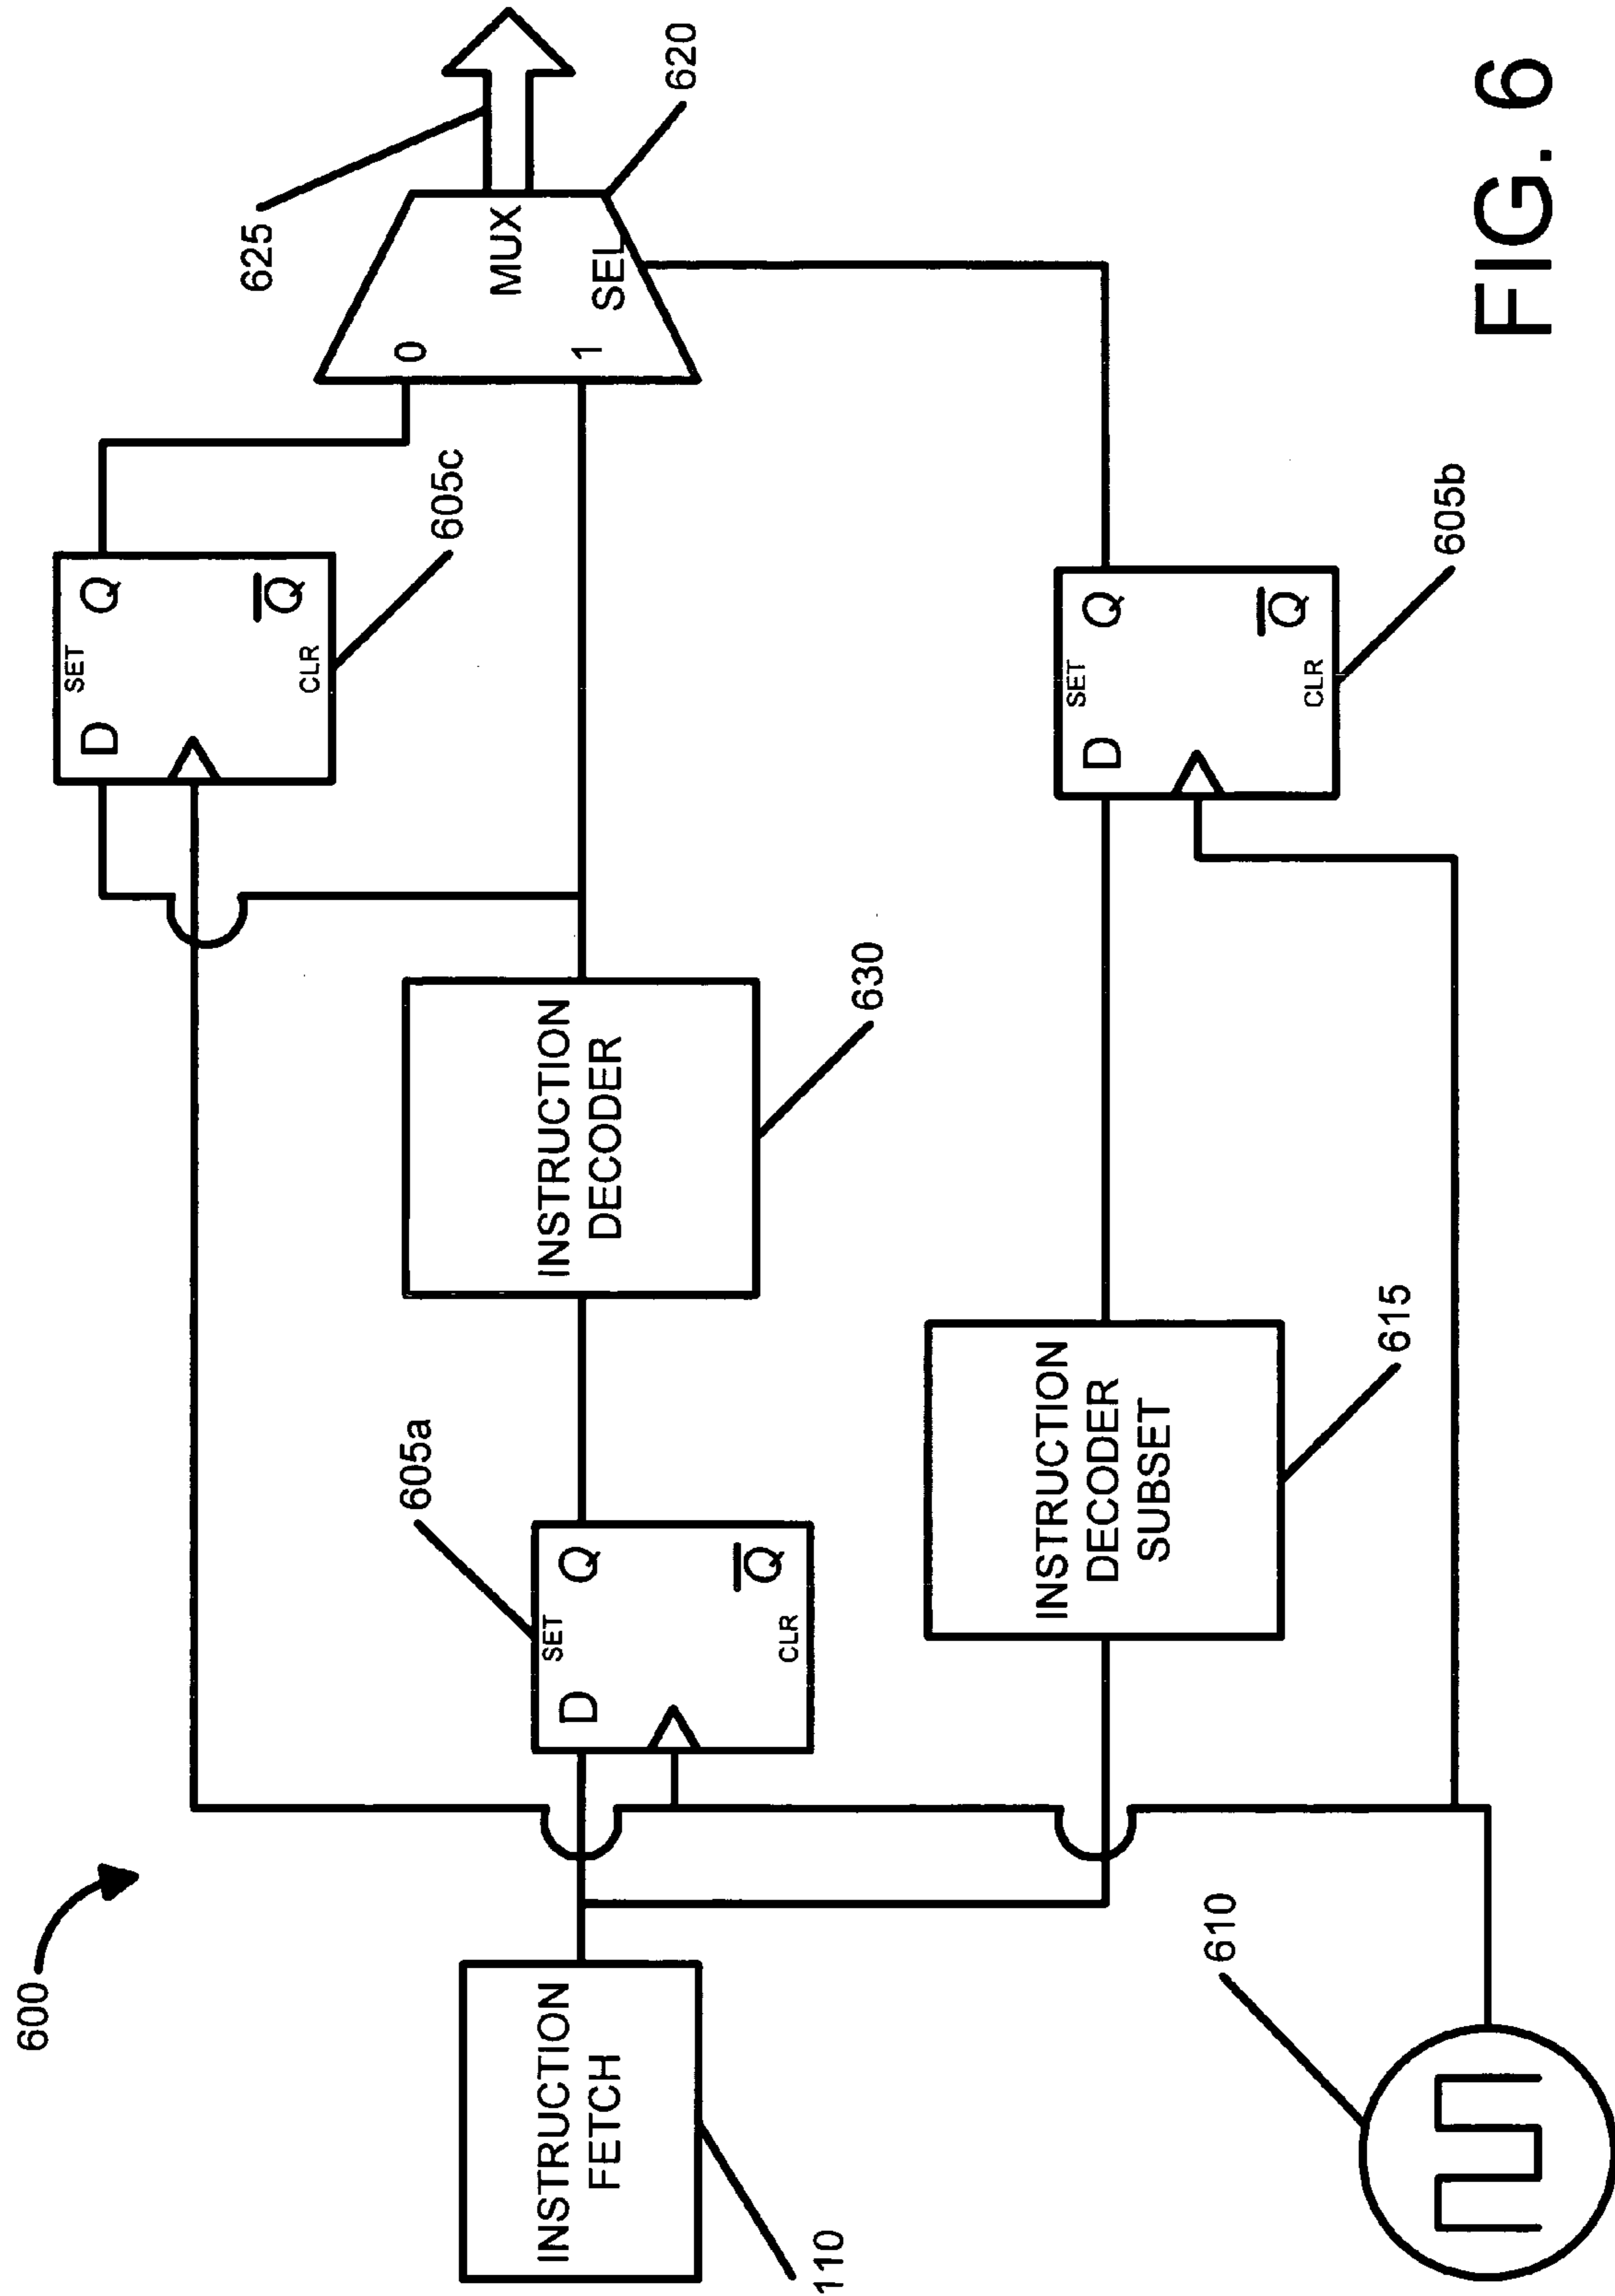 600
625
MUX
0
1
SEL
620
SET
D
Q
Q
CLR
605c
INSTRUCTION
DECODER
630
605a
SET
D
Q
Q
CLR
INSTRUCTION
FETCH
110
INSTRUCTION
DECODER
SUBSET
615
SET
D
Q
Q
CLR
605b
610
FIG. 6